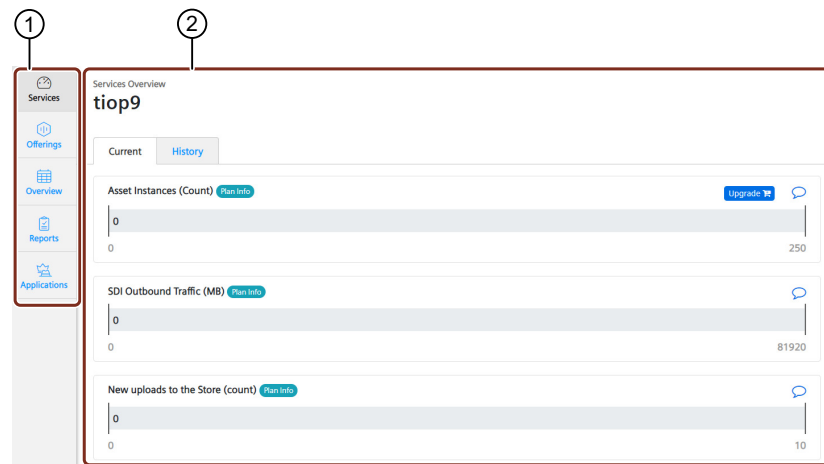 1
2
Services
Offerings
Overview
Reports
Applications
Services Overview
tiop9
Current
History
Asset Instances (Count) Plan Info
Upgrade
0
0
250
SDI Outbound Traffic (MB) Plan Info
0
0
81920
New uploads to the Store (count) Plan Info
0
0
10